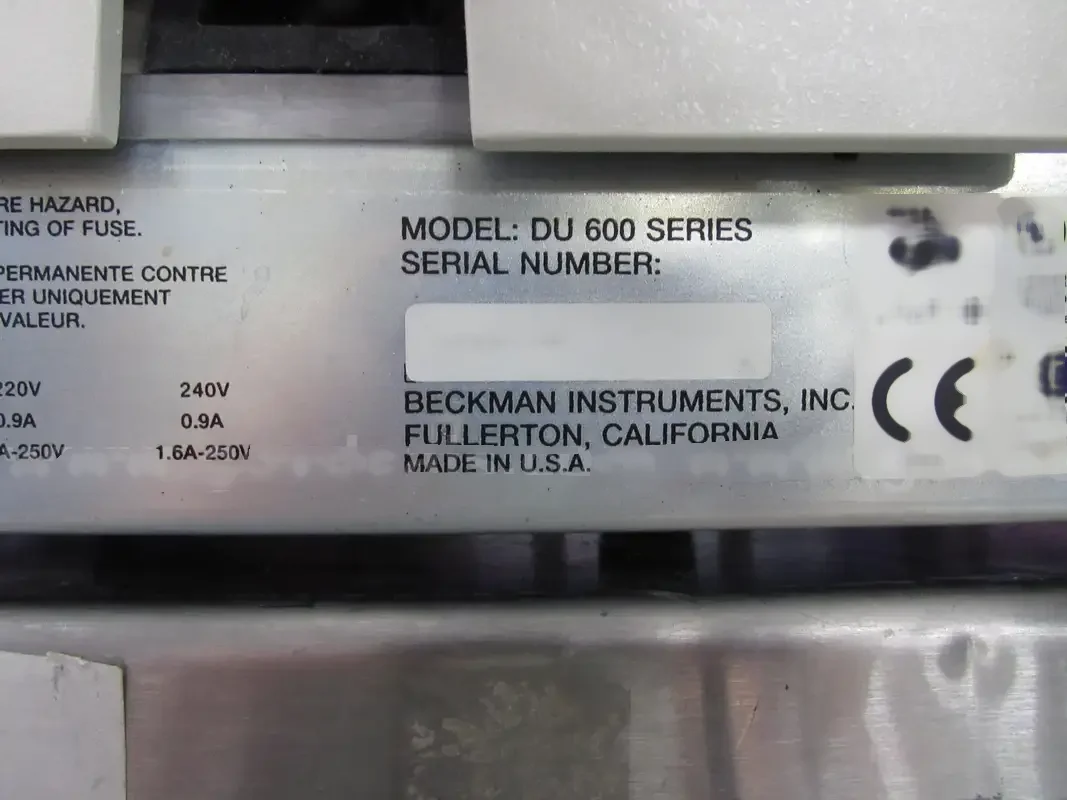 RE HAZARD,
TING OF FUSE.
PERMANENTE CONTRE
ER UNIQUEMENT
VALEUR.
220V 240V
0.9A 0.9A
A-250V 1.6A-250V
MODEL: DU 600 SERIES
SERIAL NUMBER:
BECKMAN INSTRUMENTS, INC.
FULLERTON, CALIFORNIA
MADE IN U.S.A.
CE